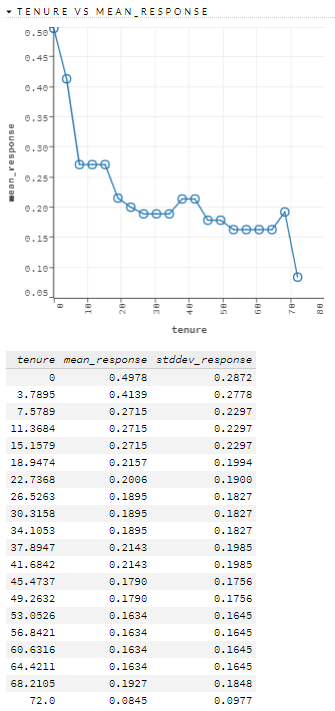 ▾ TENURE VS MEAN_RESPONSE
0.50
0.45
0.40
0.35
0.30
0.25
0.20
0.15
0.10
0.05
mean_response
0 10 20 30 40 50 60 70 80
tenure
tenure mean_response stddev_response
0 0.4978 0.2872
3.7895 0.4139 0.2778
7.5789 0.2715 0.2297
11.3684 0.2715 0.2297
15.1579 0.2715 0.2297
18.9474 0.2157 0.1994
22.7368 0.2006 0.1900
26.5263 0.1895 0.1827
30.3158 0.1895 0.1827
34.1053 0.1895 0.1827
37.8947 0.2143 0.1985
41.6842 0.2143 0.1985
45.4737 0.1790 0.1756
49.2632 0.1790 0.1756
53.0526 0.1634 0.1645
56.8421 0.1634 0.1645
60.6316 0.1634 0.1645
64.4211 0.1634 0.1645
68.2105 0.1927 0.1848
72.0 0.0845 0.0977